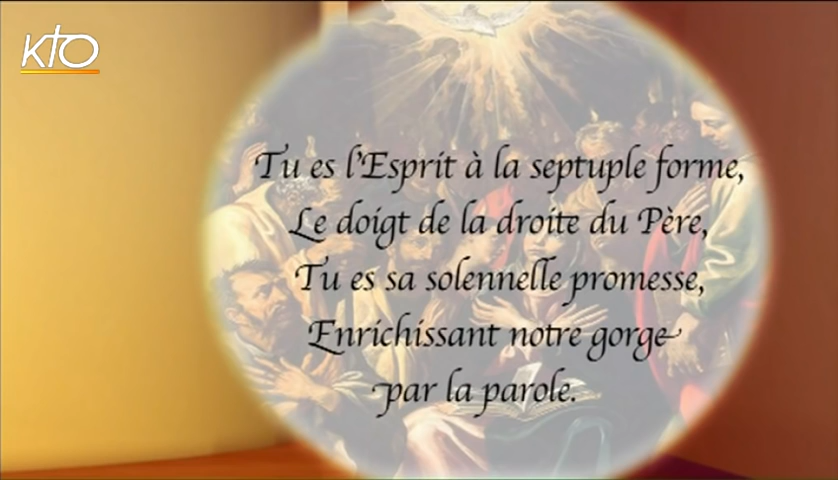 KTO
Tu es l'Esprit à la septuple forme,
Le doigt de la droite du Père,
Tu es sa solennelle promesse,
Enrichissant notre gorge
par la parole.